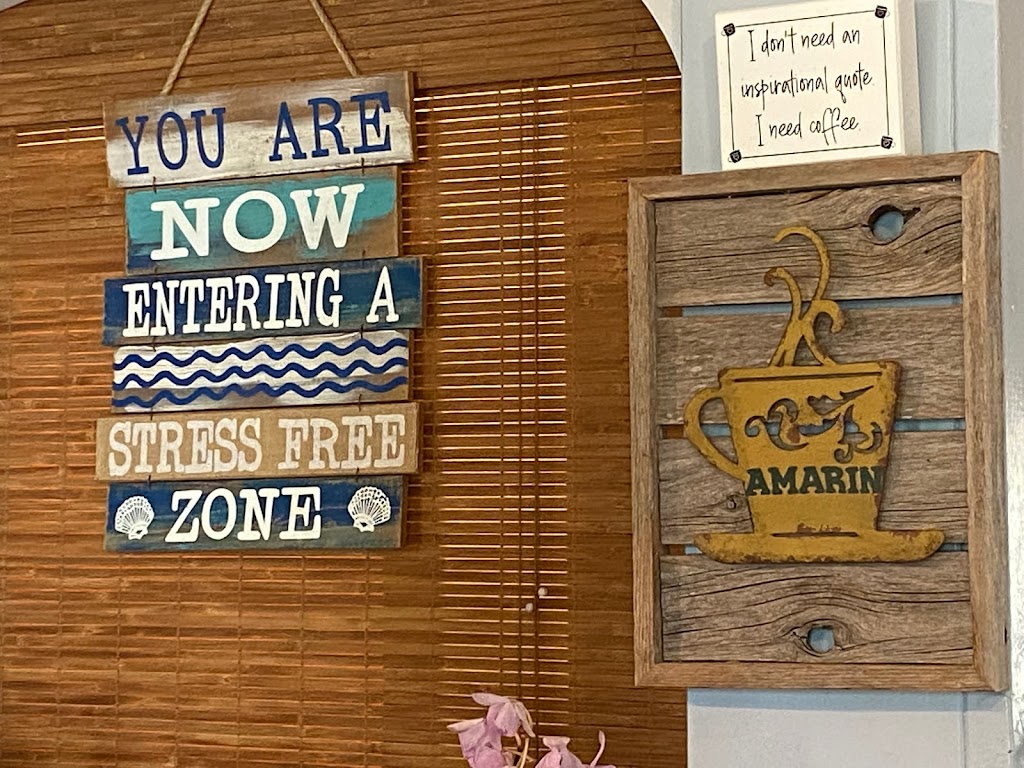 YOU ARE
NOW
ENTERING A
STRESS FREE
ZONE
I don't need an
inspirational quote.
I need coffee.
AMARIN